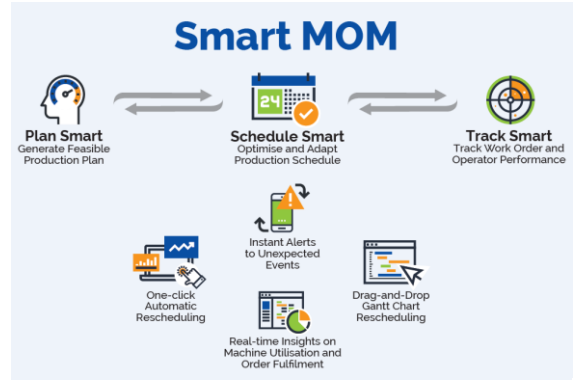 Smart MOM
Plan Smart
Generate Feasible
Production Plan
24
Schedule Smart
Optimise and Adapt
Production Schedule
Track Smart
Track Work Order and
Operator Performance
Instant Alerts
to Unexpected
Events
One-click
Automatic
Rescheduling
Drag-and-Drop
Gantt Chart
Rescheduling
Real-time Insights on
Machine Utilisation and
Order Fulfilment